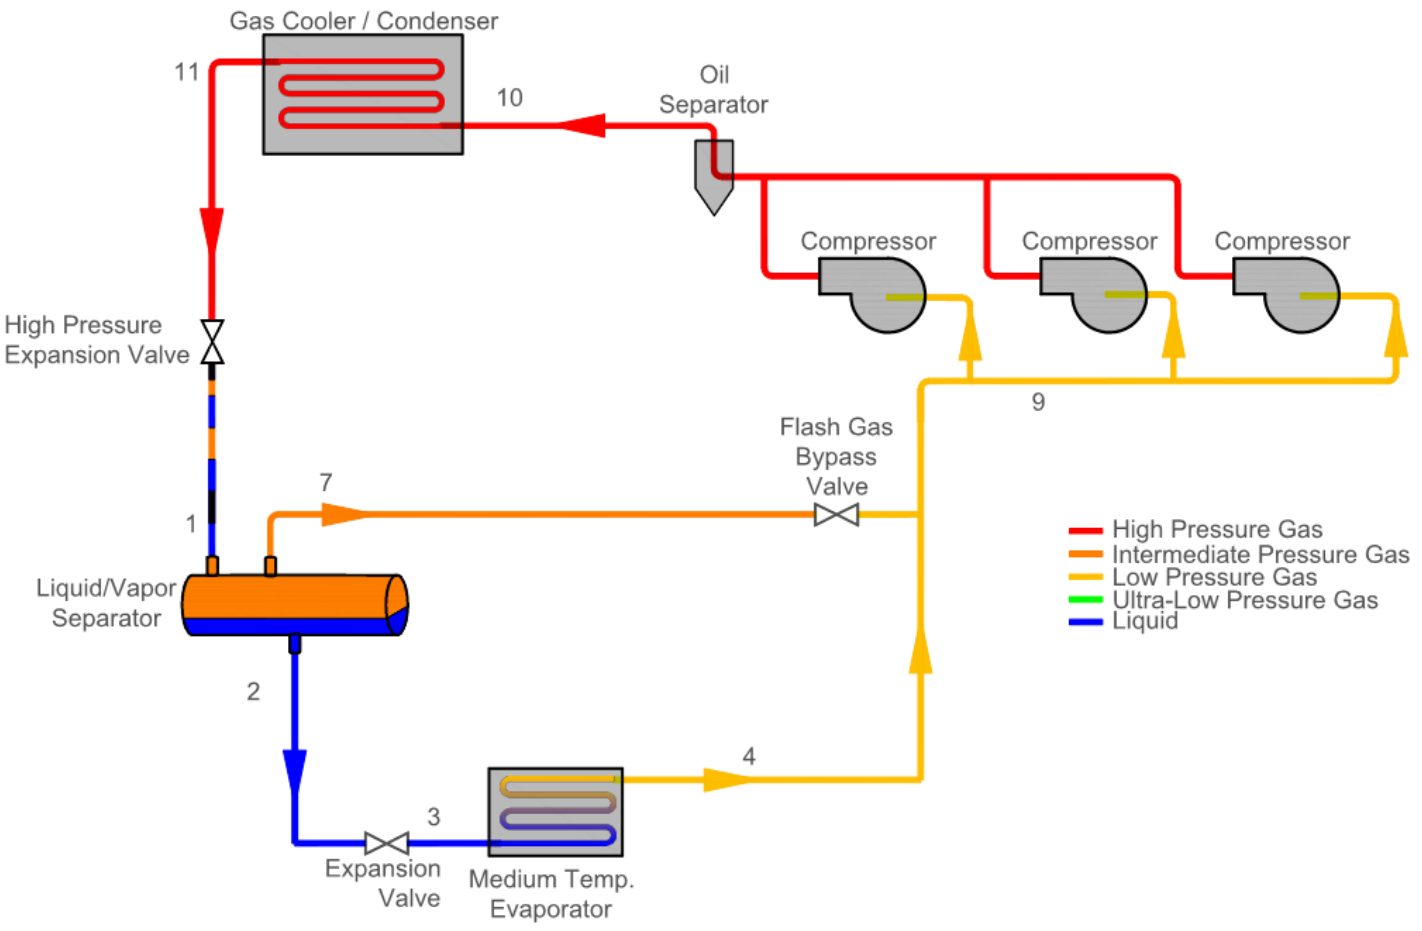 Gas Cooler / Condenser
11
10
Oil
Separator
Compressor
Compressor
Compressor
High Pressure
Expansion Valve
9
Flash Gas
Bypass
Valve
7
1
Liquid/Vapor
Separator
High Pressure Gas
Intermediate Pressure Gas
Low Pressure Gas
Ultra-Low Pressure Gas
Liquid
2
4
3
Expansion
Valve
Medium Temp.
Evaporator